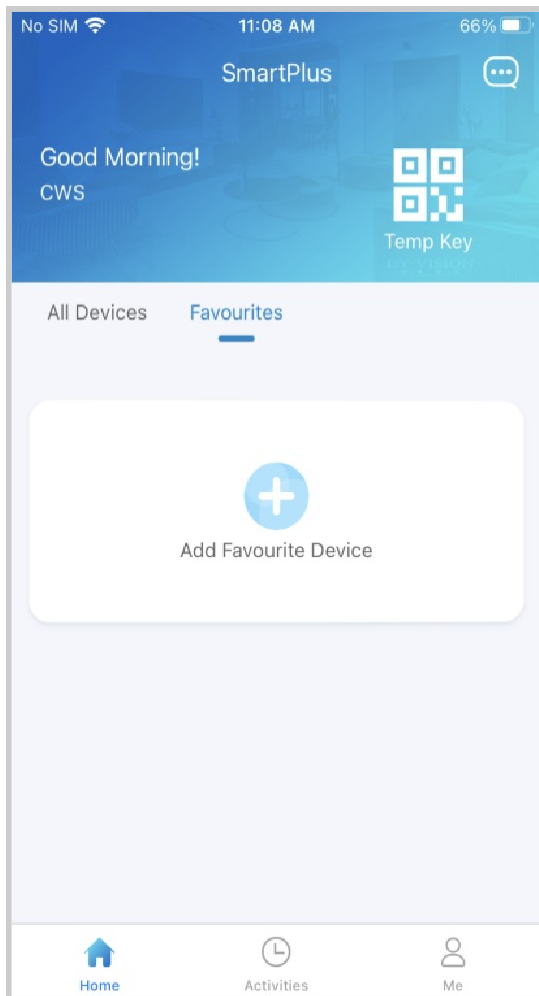 No SIM 11:08 AM 66%
SmartPlus
Good Morning!
CWS
Temp Key
All Devices Favourites
Add Favourite Device
Home Activities Me